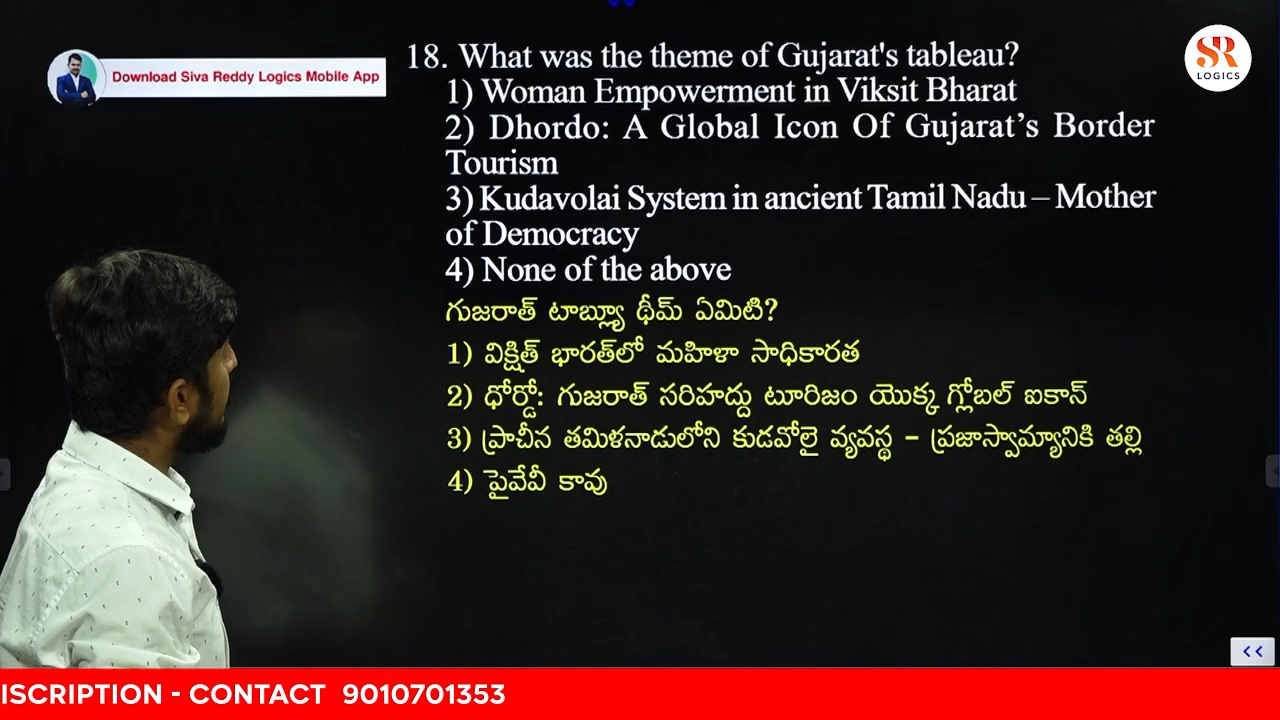 Download Siva Reddy Logics Mobile App
SR
LOGICS
18. What was the theme of Gujarat's tableau?
1) Woman Empowerment in Viksit Bharat
2) Dhordo: A Global Icon Of Gujarat’s Border
Tourism
3) Kudavolai System in ancient Tamil Nadu – Mother
of Democracy
4) None of the above
గుజరాత్ టాబ్ల్యూ థీమ్ ఏమిటి?
1) విక్షిత్ భారత్‌లో మహిళా సాధికారత
2) ధోర్డో: గుజరాత్ సరిహద్దు టూరిజం యొక్క గ్లోబల్ ఐకాన్
3) ప్రాచీన తమిళనాడులోని కుడవోలై వ్యవస్థ – ప్రజాస్వామ్యానికి తల్లి
4) పైవేవీ కావు
<<
ISCRIPTION - CONTACT 9010701353